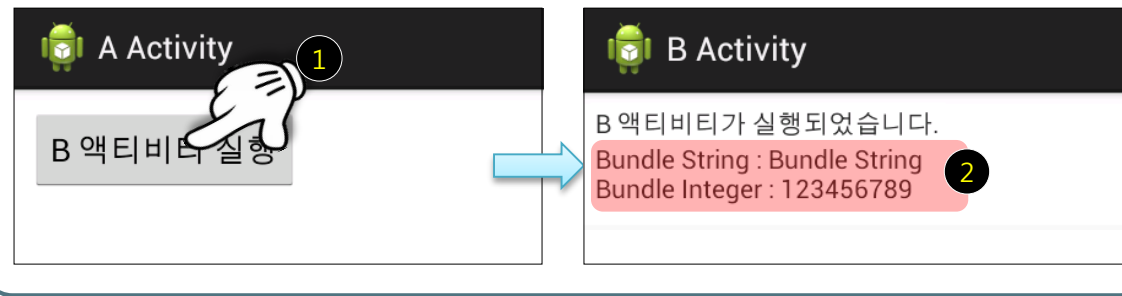 A Activity
1
B 액티비티 실행
B Activity
B 액티비티가 실행되었습니다.
Bundle String : Bundle String
Bundle Integer : 123456789
2